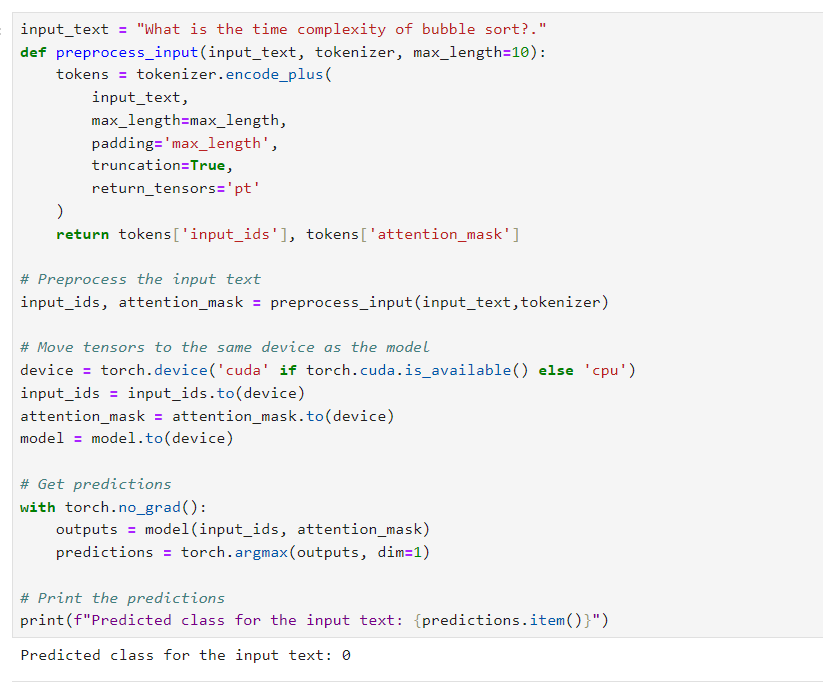 input_text = "What is the time complexity of bubble sort?."
def preprocess_input(input_text, tokenizer, max_length=10):
    tokens = tokenizer.encode_plus(
        input_text,
        max_length=max_length,
        padding='max_length',
        truncation=True,
        return_tensors='pt'
    )
    return tokens['input_ids'], tokens['attention_mask']

# Preprocess the input text
input_ids, attention_mask = preprocess_input(input_text,tokenizer)

# Move tensors to the same device as the model
device = torch.device('cuda' if torch.cuda.is_available() else 'cpu')
input_ids = input_ids.to(device)
attention_mask = attention_mask.to(device)
model = model.to(device)

# Get predictions
with torch.no_grad():
    outputs = model(input_ids, attention_mask)
    predictions = torch.argmax(outputs, dim=1)

# Print the predictions
print(f"Predicted class for the input text: {predictions.item()}")
Predicted class for the input text: 0